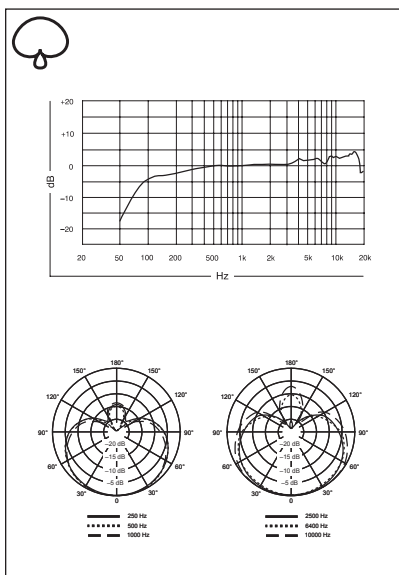 +20
+10
0
−10
−20
dB
20 50 100 200 500 1k 2k 5k 10k 20k
Hz
180° 180°
150° 150° 150° 150°
120° 120° 120° 120°
90° 90° 90° 90°
−20 dB −20 dB
−15 dB −15 dB
−10 dB −10 dB
−5 dB −5 dB
60° 60° 60° 60°
30° 30° 30° 30°
0 0
250 Hz 2500 Hz
500 Hz 6400 Hz
1000 Hz 10000 Hz